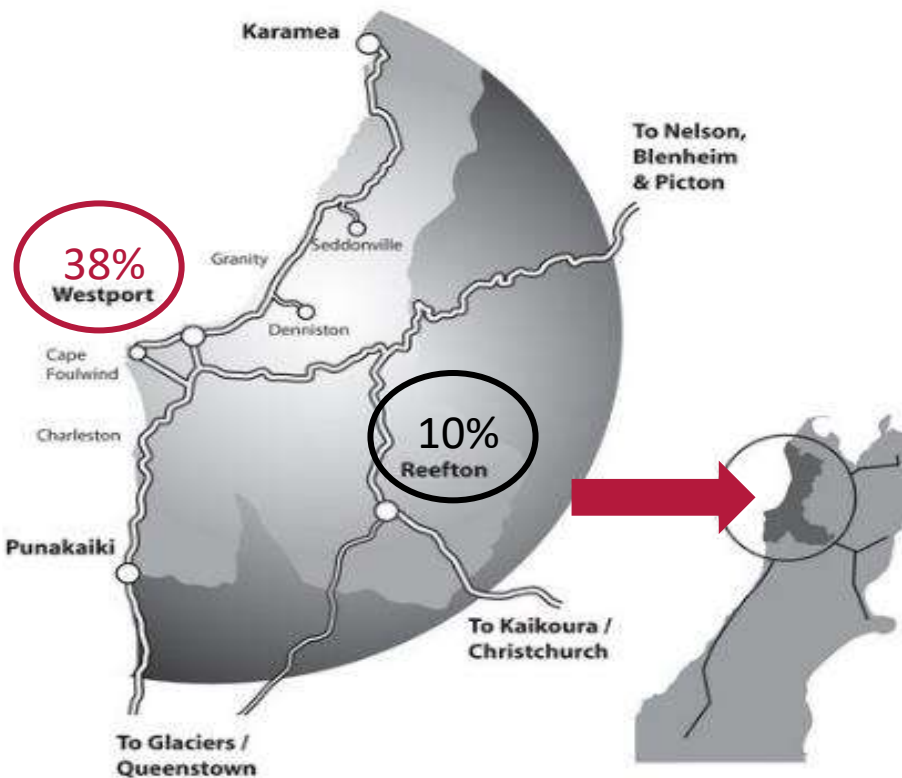 Karamea
To Nelson,
Blenheim
& Picton
Seddonville
Granity
38%
Westport
Denniston
Cape
Foulwind
Charleston
10%
Reefton
Punakaiki
To Kaikoura /
Christchurch
To Glaciers /
Queenstown